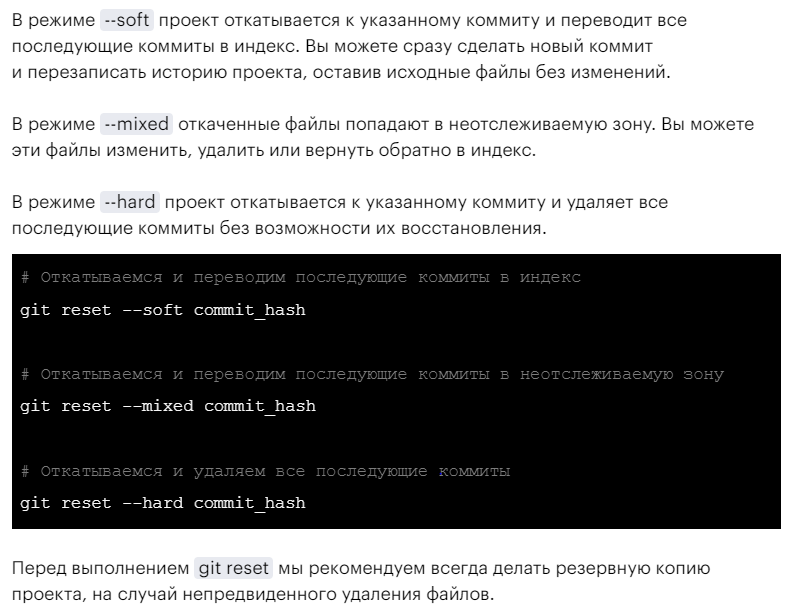 В режиме --soft проект откатывается к указанному коммиту и переводит все
последующие коммиты в индекс. Вы можете сразу сделать новый коммит
и перезаписать историю проекта, оставив исходные файлы без изменений.
В режиме --mixed откаченные файлы попадают в неотслеживаемую зону. Вы можете
эти файлы изменить, удалить или вернуть обратно в индекс.
В режиме --hard проект откатывается к указанному коммиту и удаляет все
последующие коммиты без возможности их восстановления.
# Откатываемся и переводим последующие коммиты в индекс
git reset --soft commit_hash
# Откатываемся и переводим последующие коммиты в неотслеживаемую зону
git reset --mixed commit_hash
# Откатываемся и удаляем все последующие коммиты
git reset --hard commit_hash
Перед выполнением git reset мы рекомендуем всегда делать резервную копию
проекта, на случай непредвиденного удаления файлов.